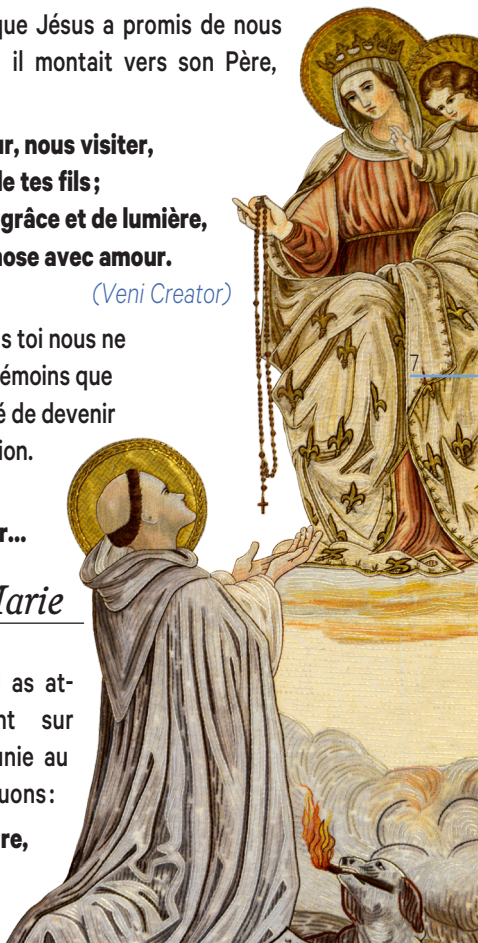 que Jésus a promis de nous
il montait vers son Père,
ur, nous visiter,
de tes fils ;
grâce et de lumière,
hose avec amour.
(Veni Creator)
s toi nous ne
émoins que
7
é de devenir
ion.
r...
Marie
as at-
nt sur
unie au
uons :
re,